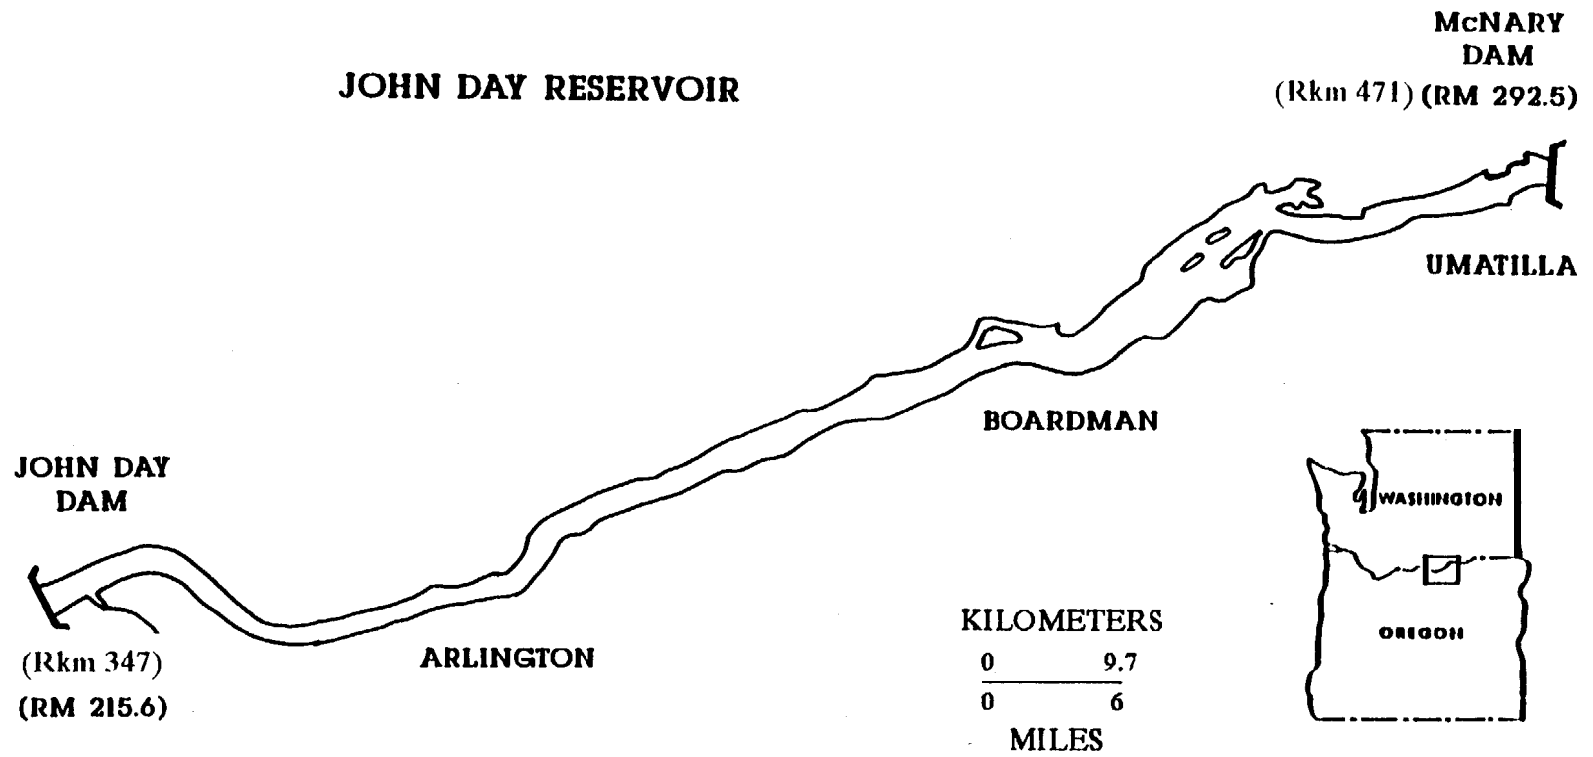 McNARY
DAM
(Rkm 471) (RM 292.5)
JOHN DAY RESERVOIR
UMATILLA
BOARDMAN
JOHN DAY
DAM
WASHINGTON
OREGON
KILOMETERS
0 9.7
0 6
MILES
ARLINGTON
(Rkm 347)
(RM 215.6)